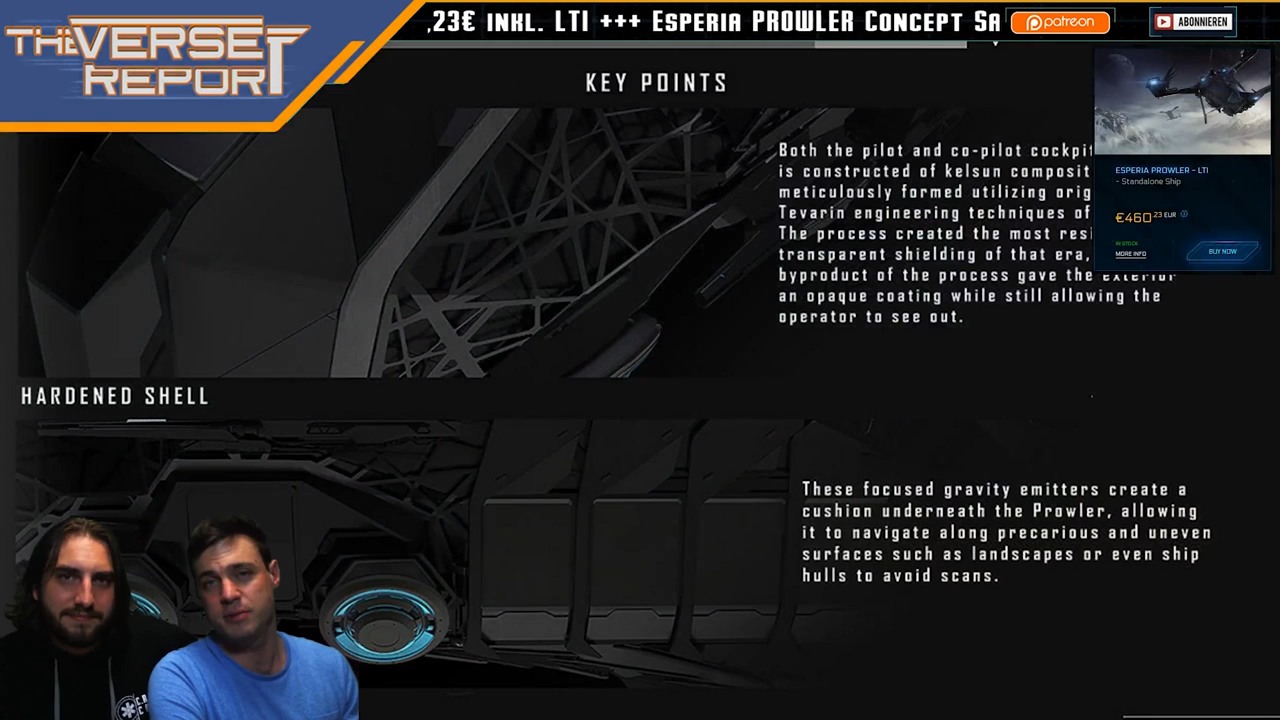 THE VERSE
REPORT
,23€ INKL. LTI +++ ESPERIA PROWLER CONCEPT SA
patreon
ABONNIEREN
KEY POINTS
Both the pilot and co-pilot
is constructed of kelsun
meticulously formed utilizing
Tevarin engineering techniques of
The process created the most
transparent shielding of that era,
byproduct of the process gave the exterior
an opaque coating while still allowing the
operator to see out.
ESPERIA PROWLER - LTI
- Standalone Ship
€460.23 EUR
IN STOCK
MORE INFO
BUY NOW
HARDENED SHELL
These focused gravity emitters create a
cushion underneath the Prowler, allowing
it to navigate along precarious and uneven
surfaces such as landscapes or even ship
hulls to avoid scans.